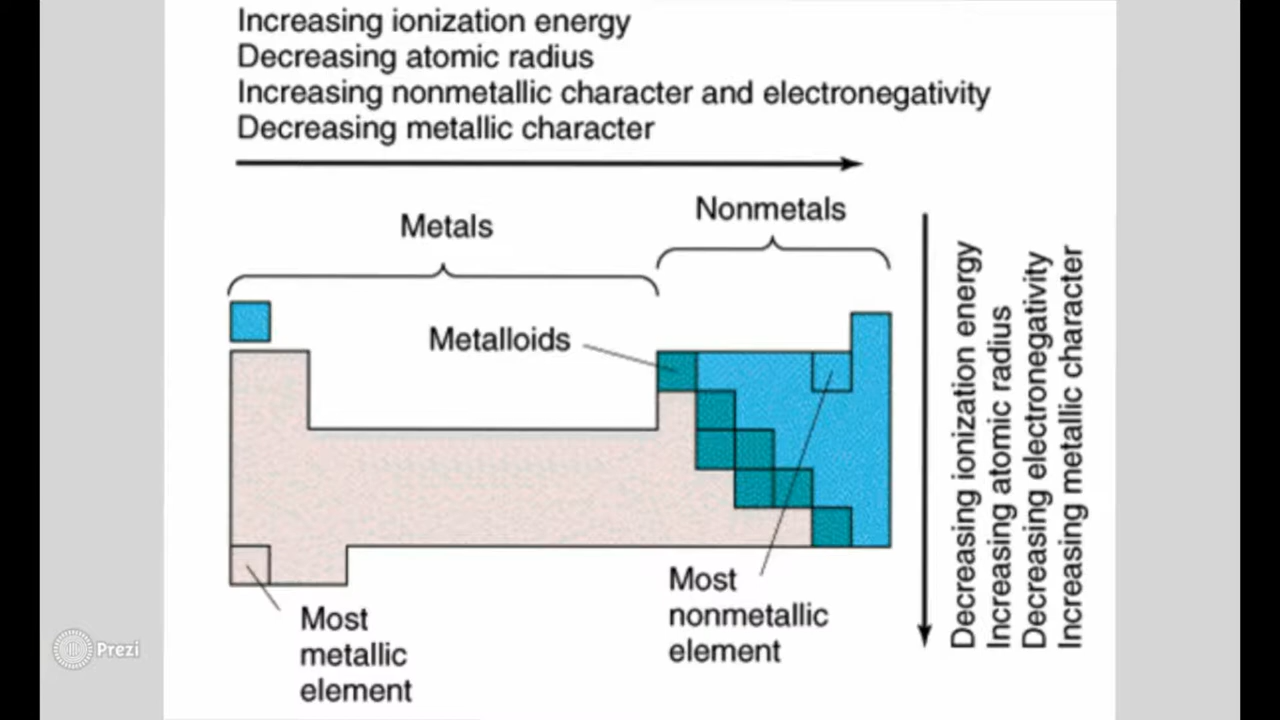 Increasing ionization energy
Decreasing atomic radius
Increasing nonmetallic character and electronegativity
Decreasing metallic character
Nonmetals
Metals
Metalloids
Decreasing ionization energy
Increasing atomic radius
Decreasing electronegativity
Increasing metallic character
Most
nonmetallic
element
Most
metallic
element
Prezi